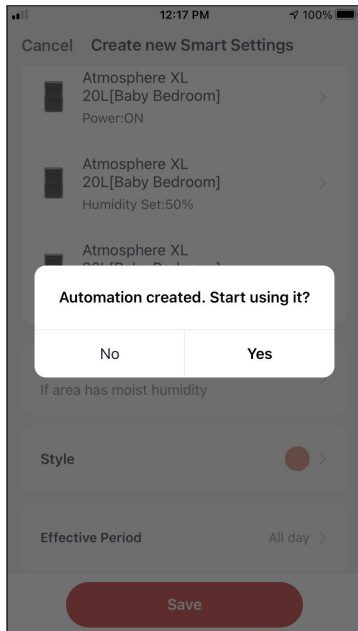 12:17 PM
100%
Cancel
Create new Smart Settings
Atmosphere XL
20L[Baby Bedroom]
Power:ON
Atmosphere XL
20L[Baby Bedroom]
Humidity Set:50%
Atmosphere XL
Automation created. Start using it?
No
Yes
If area has moist humidity
Style
Effective Period
All day
Save